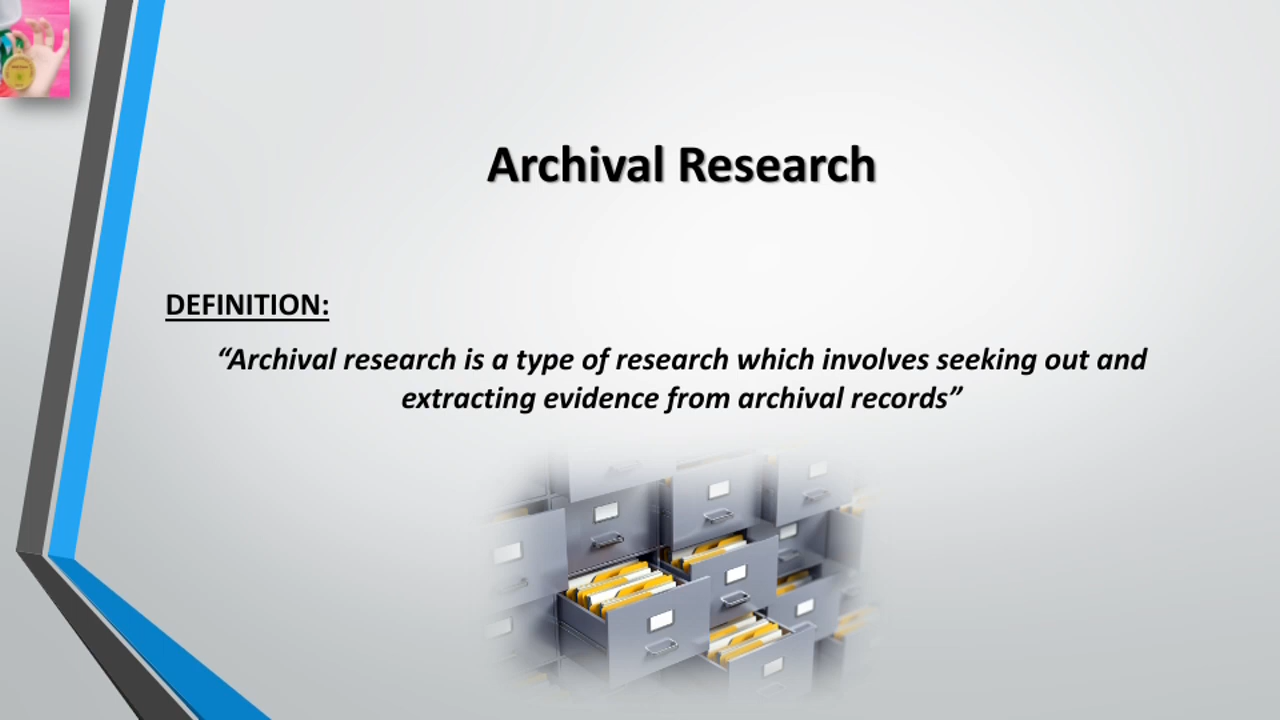 Archival Research
DEFINITION:
“Archival research is a type of research which involves seeking out and
extracting evidence from archival records”